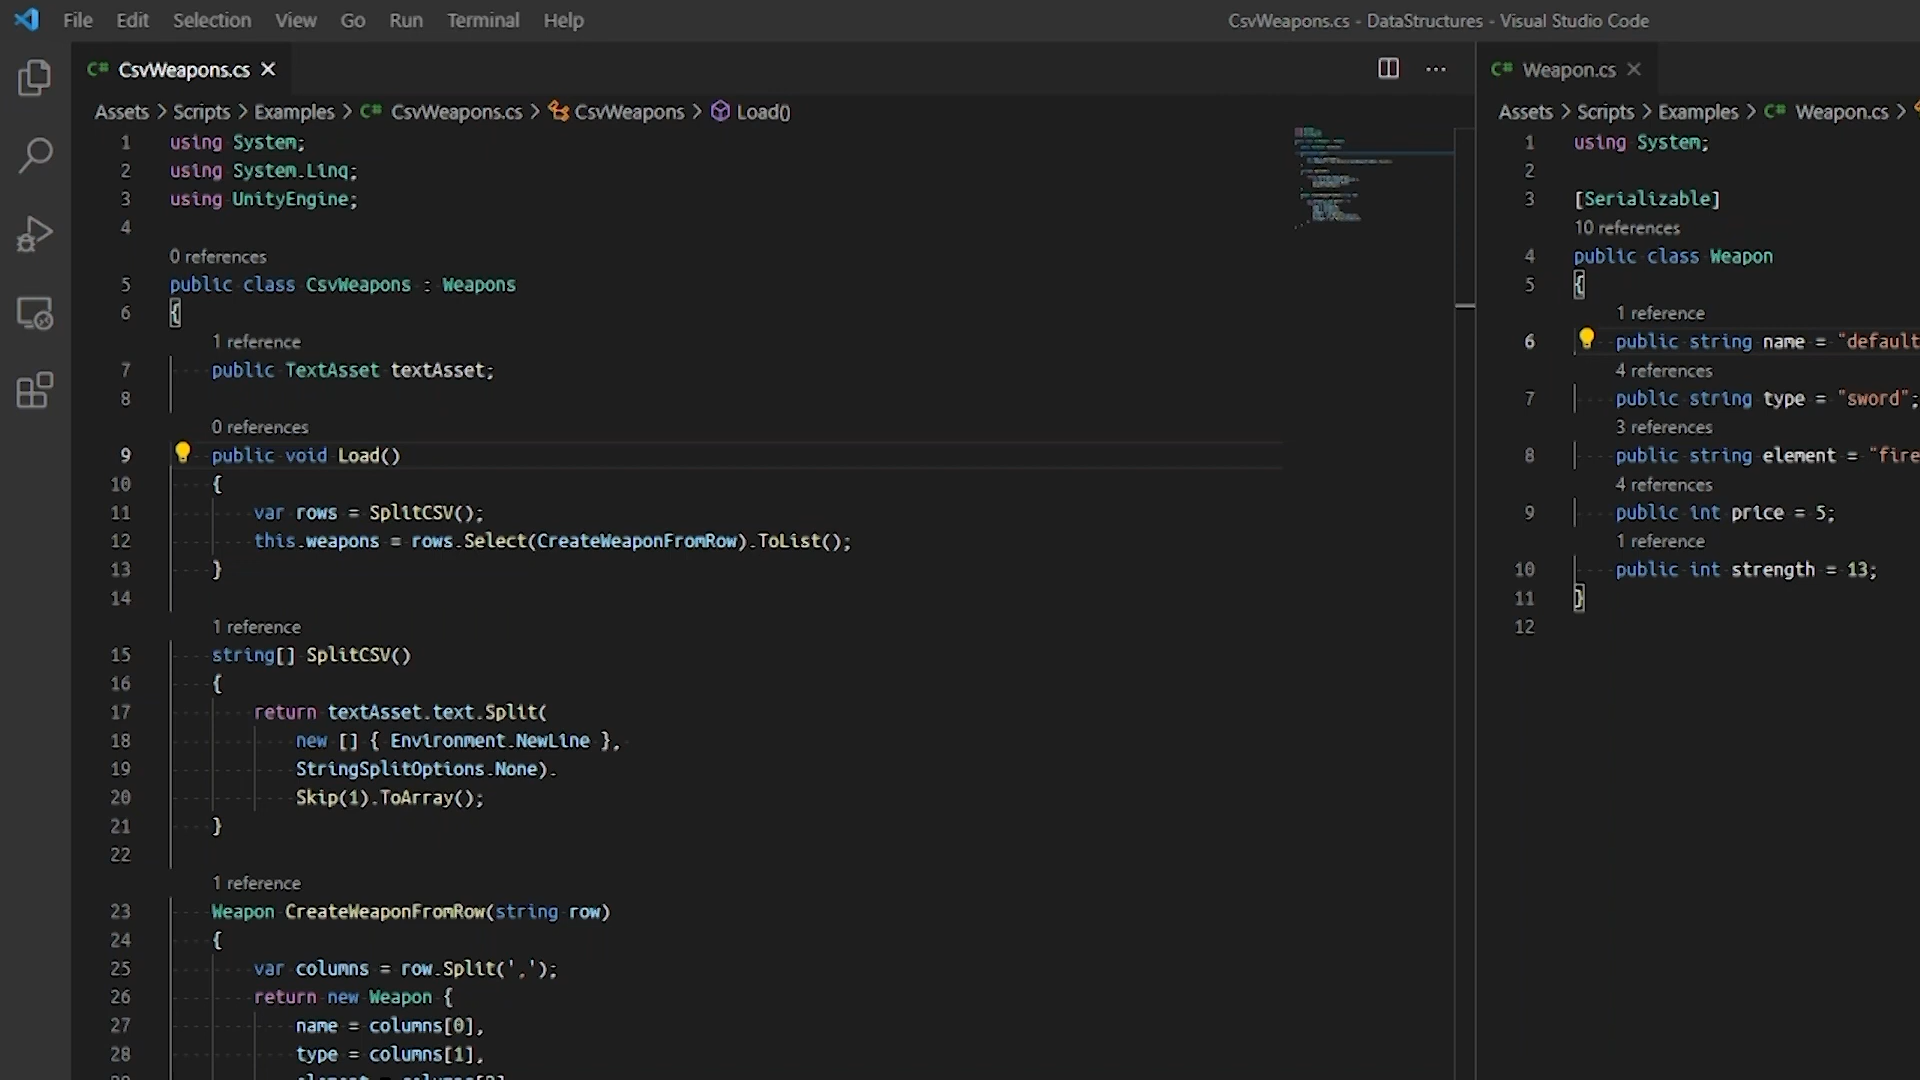 File Edit Selection View Go Run Terminal Help
CsvWeapons.cs - DataStructures - Visual Studio Code
C# CsvWeapons.cs
Assets > Scripts > Examples > C# CsvWeapons.cs > CsvWeapons > Load()
1 using System;
2 using System.Linq;
3 using UnityEngine;
4
0 references
5 public class CsvWeapons : Weapons
6 {
1 reference
7 public TextAsset textAsset;
8
0 references
9 public void Load()
10 {
11 var rows = SplitCSV();
12 this.weapons = rows.Select(CreateWeaponFromRow).ToList();
13 }
14
1 reference
15 string[] SplitCSV()
16 {
17 return textAsset.text.Split(
18 new [] { Environment.NewLine },
19 StringSplitOptions.None).
20 Skip(1).ToArray();
21 }
22
1 reference
23 Weapon CreateWeaponFromRow(string row)
24 {
25 var columns = row.Split(',');
26 return new Weapon {
27 name = columns[0],
28 type = columns[1],
C# Weapon.cs
Assets > Scripts > Examples > C# Weapon.cs >
1 using System;
2
3 [Serializable]
10 references
4 public class Weapon
5 {
1 reference
6 public string name = "default
4 references
7 public string type = "sword";
3 references
8 public string element = "fire
4 references
9 public int price = 5;
1 reference
10 public int strength = 13;
11 }
12